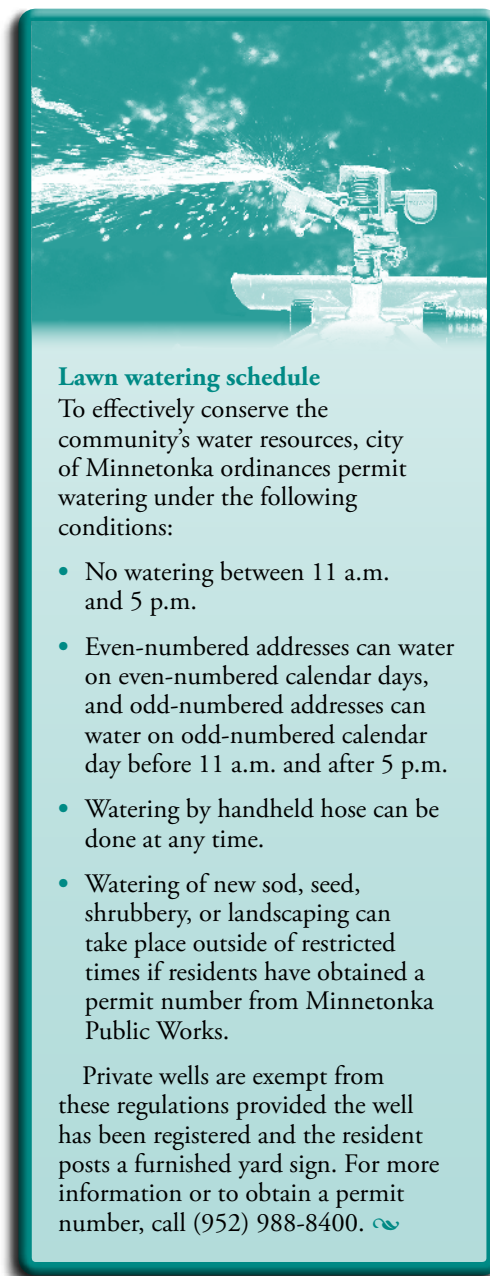 Lawn watering schedule
To effectively conserve the
community’s water resources, city
of Minnetonka ordinances permit
watering under the following
conditions:
• No watering between 11 a.m.
and 5 p.m.
• Even-numbered addresses can water
on even-numbered calendar days,
and odd-numbered addresses can
water on odd-numbered calendar
day before 11 a.m. and after 5 p.m.
• Watering by handheld hose can be
done at any time.
• Watering of new sod, seed,
shrubbery, or landscaping can
take place outside of restricted
times if residents have obtained a
permit number from Minnetonka
Public Works.
Private wells are exempt from
these regulations provided the well
has been registered and the resident
posts a furnished yard sign. For more
information or to obtain a permit
number, call (952) 988-8400.